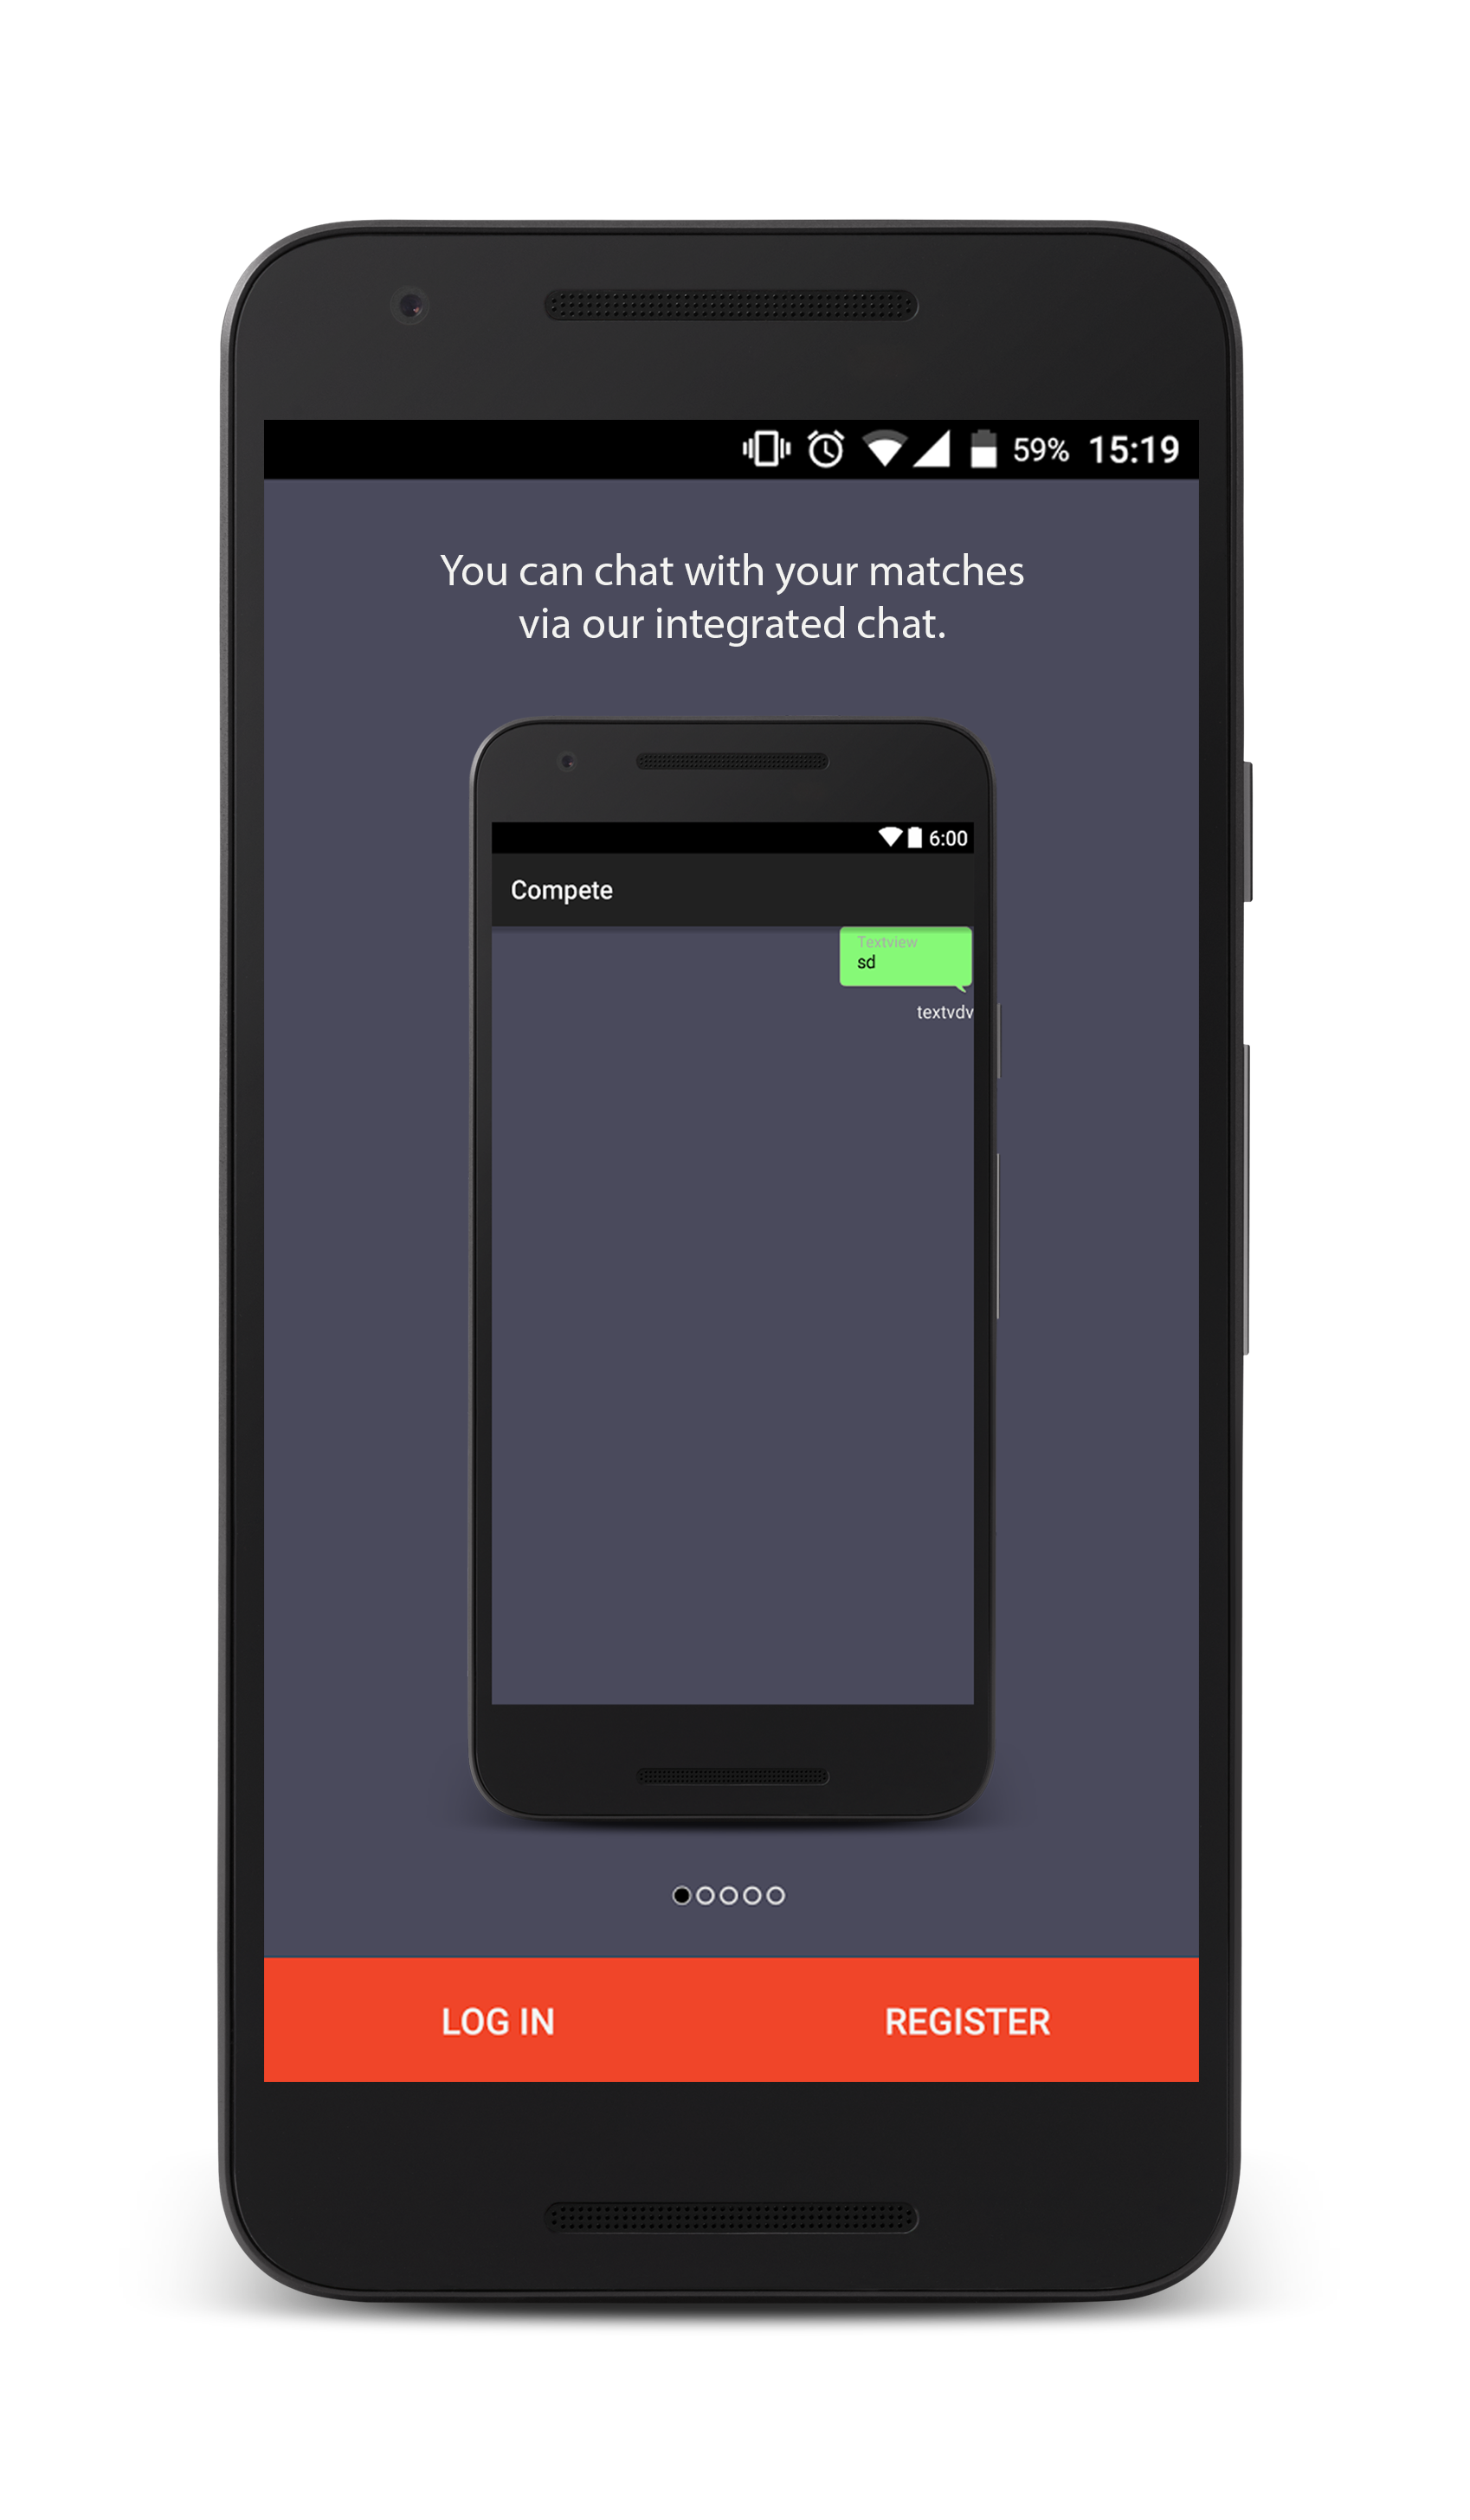 59% 15:19
You can chat with your matches
via our integrated chat.
6:00
Compete
Textview
sd
textvdv
LOG IN
REGISTER